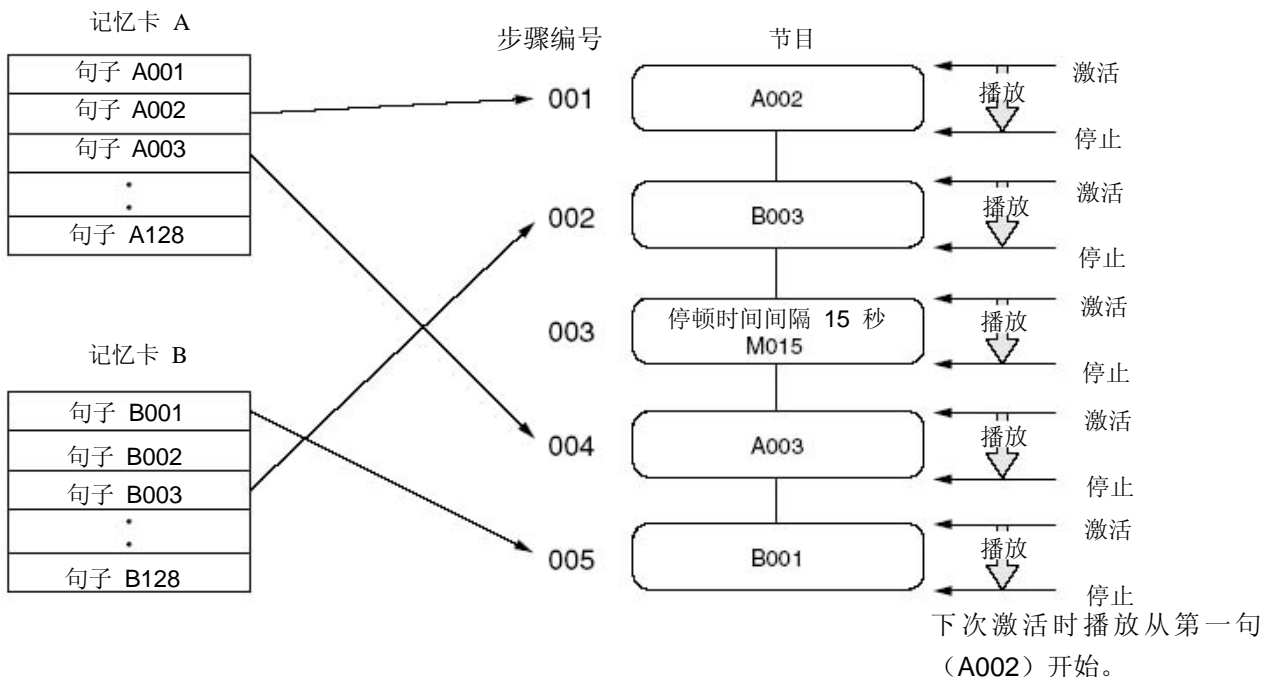 记忆卡 A
句子 A001
句子 A002
句子 A003
句子 A128
记忆卡 B
句子 B001
句子 B002
句子 B003
句子 B128
步骤编号
001
002
003
004
005
节目
A002
B003
停顿时间间隔 15 秒
M015
A003
B001
激活
播放
停止
激活
播放
停止
激活
播放
停止
激活
播放
停止
激活
播放
停止
下次激活时播放从第一句
（A002）开始。